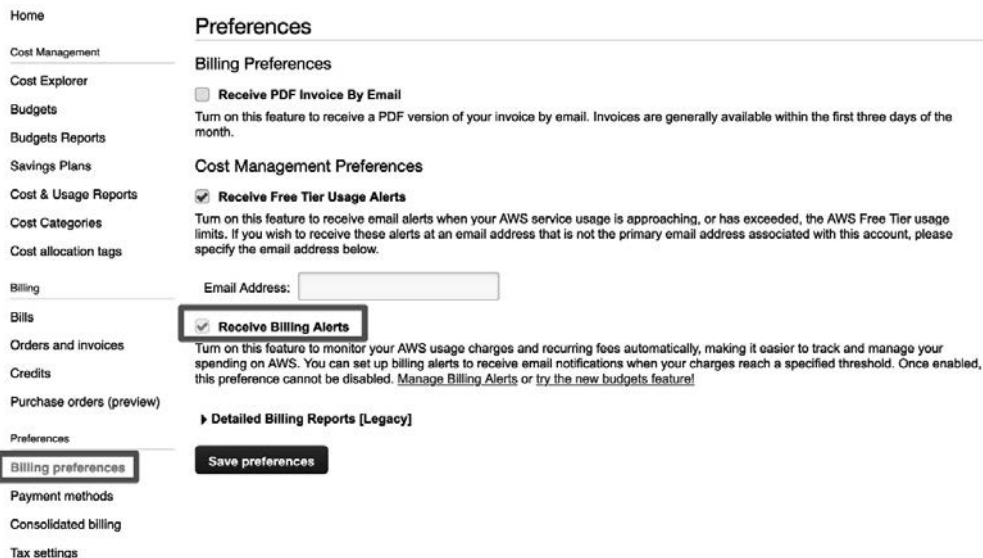 Home
Cost Management
Cost Explorer
Budgets
Budgets Reports
Savings Plans
Cost & Usage Reports
Cost Categories
Cost allocation tags
Billing
Bills
Orders and invoices
Credits
Purchase orders (preview)
Preferences
Billing preferences
Payment methods
Consolidated billing
Tax settings
Preferences
Billing Preferences
Receive PDF Invoice By Email
Turn on this feature to receive a PDF version of your invoice by email. Invoices are generally available within the first three days of the
month.
Cost Management Preferences
Receive Free Tier Usage Alerts
Turn on this feature to receive email alerts when your AWS service usage is approaching, or has exceeded, the AWS Free Tier usage
limits. If you wish to receive these alerts at an email address that is not the primary email address associated with this account, please
specify the email address below.
Email Address:
Receive Billing Alerts
Turn on this feature to monitor your AWS usage charges and recurring fees automatically, making it easier to track and manage your
spending on AWS. You can set up billing alerts to receive email notifications when your charges reach a specified threshold. Once enabled,
this preference cannot be disabled. Manage Billing Alerts or try the new budgets feature!
Detailed Billing Reports [Legacy]
Save preferences